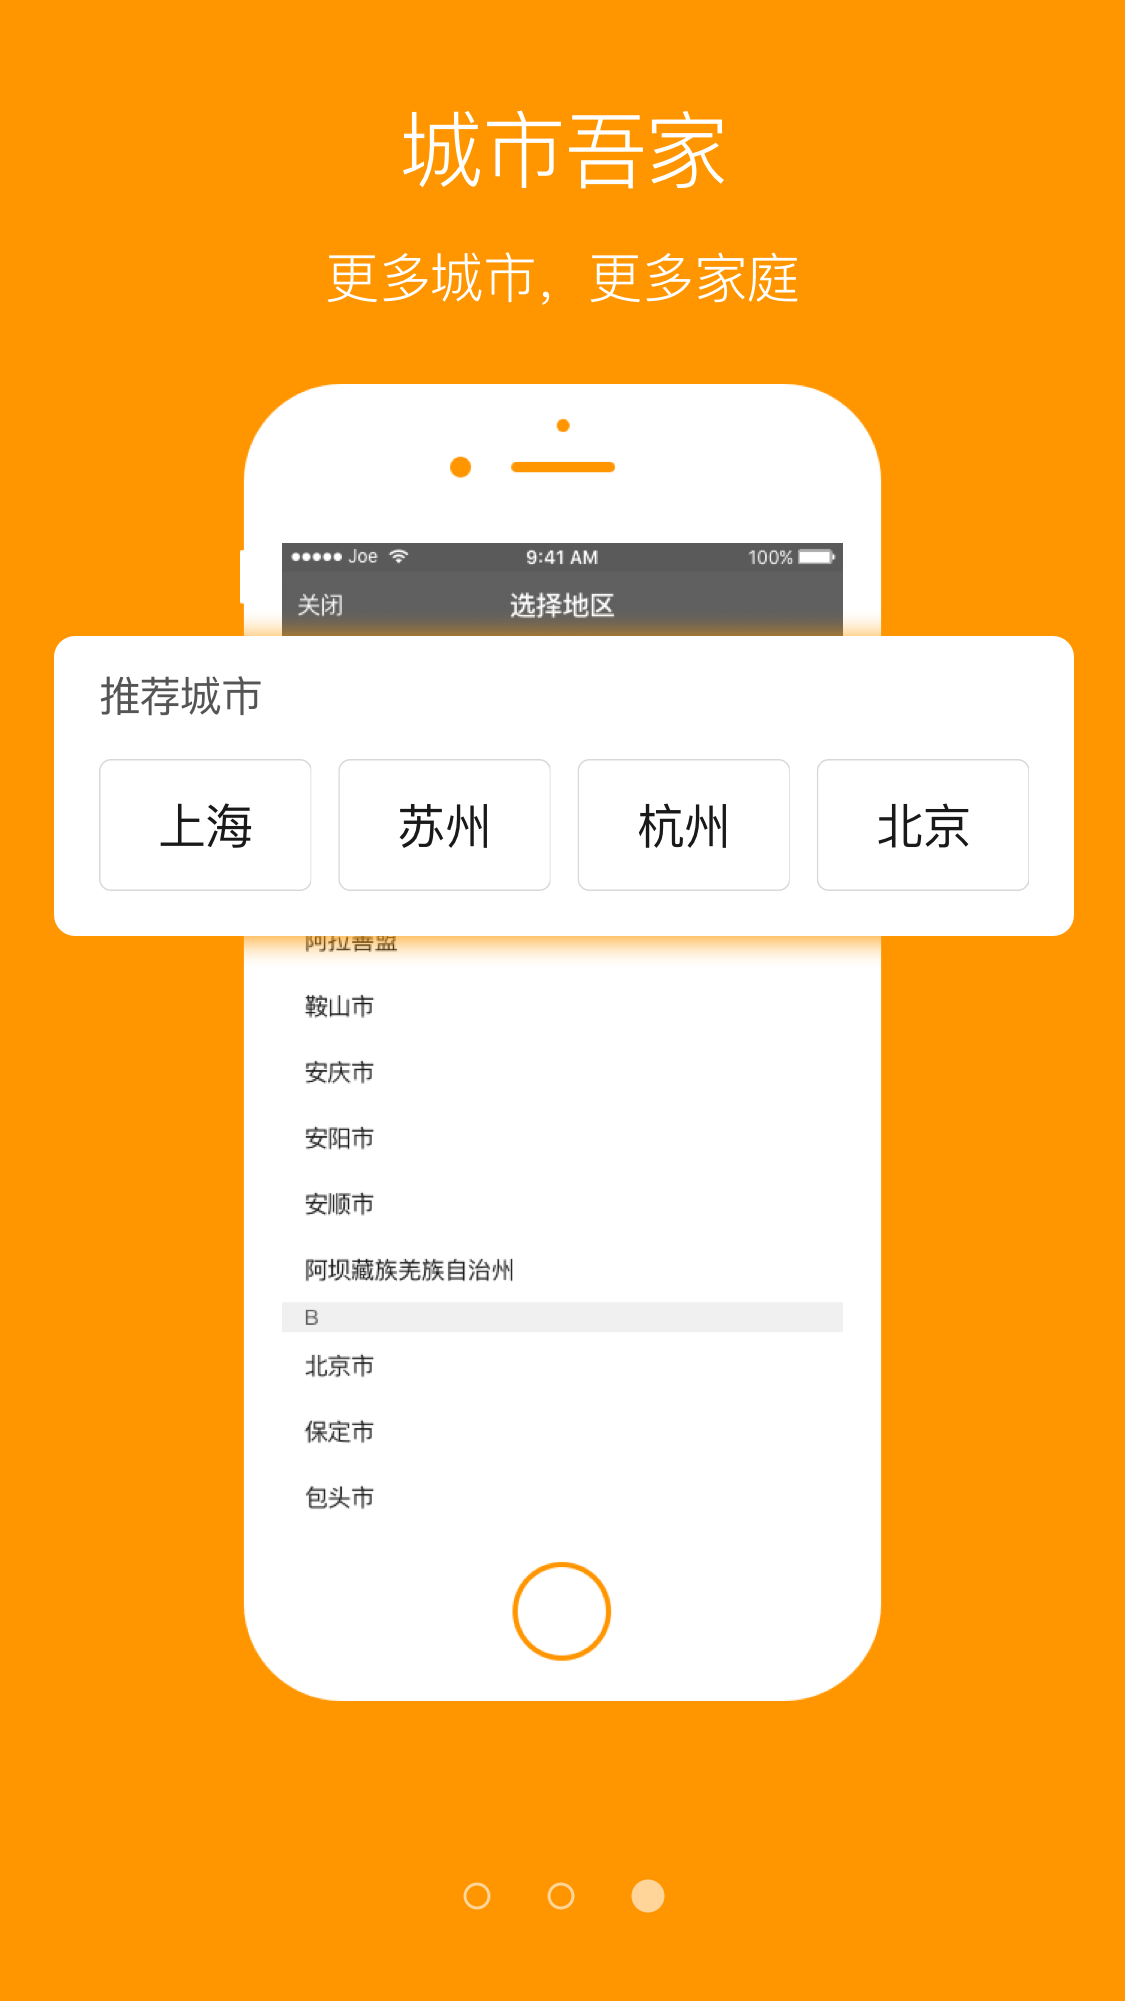 城市吾家
更多城市，更多家庭
Joe 9:41 AM 100%
关闭 选择地区
推荐城市
上海 苏州 杭州 北京
阿拉善盟
鞍山市
安庆市
安阳市
安顺市
阿坝藏族羌族自治州
B
北京市
保定市
包头市